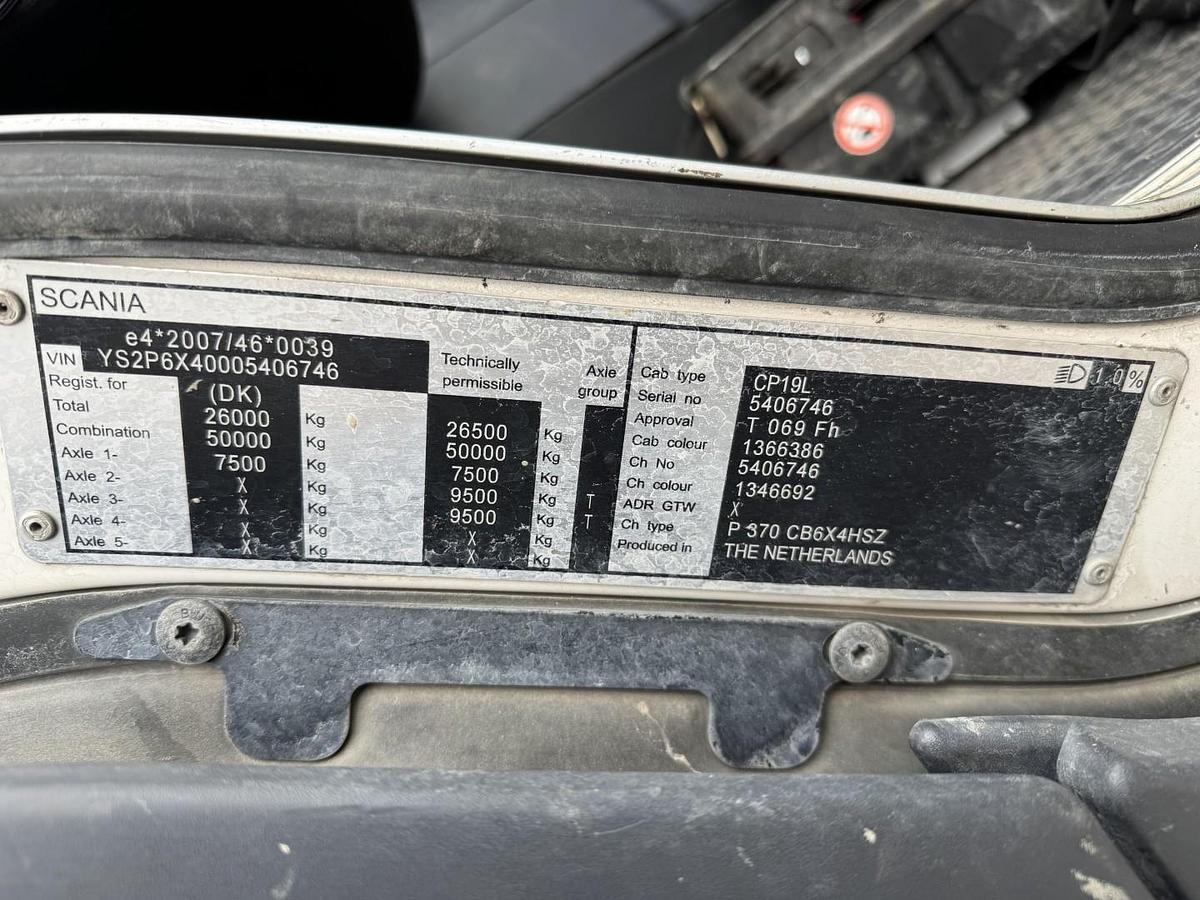 SCANIA
e4*2007/46*0039
VIN YS2P6X40005406746
Regist. for (DK)
Technically permissible
Axle group
Total 26000 Kg 26500 Kg
Combination 50000 Kg 50000 Kg
Axle 1- 7500 Kg 7500 Kg
Axle 2- X Kg 9500 Kg T
Axle 3- X Kg 9500 Kg T
Axle 4- X Kg X Kg
Axle 5- X Kg X Kg
1.0%
Cab type CP19L
Serial no 5406746
Approval T 069 Fh
Cab colour 1366386
Ch No 5406746
Ch colour 1346692
ADR GTW X
Ch type P 370 CB6X4HSZ
Produced in THE NETHERLANDS